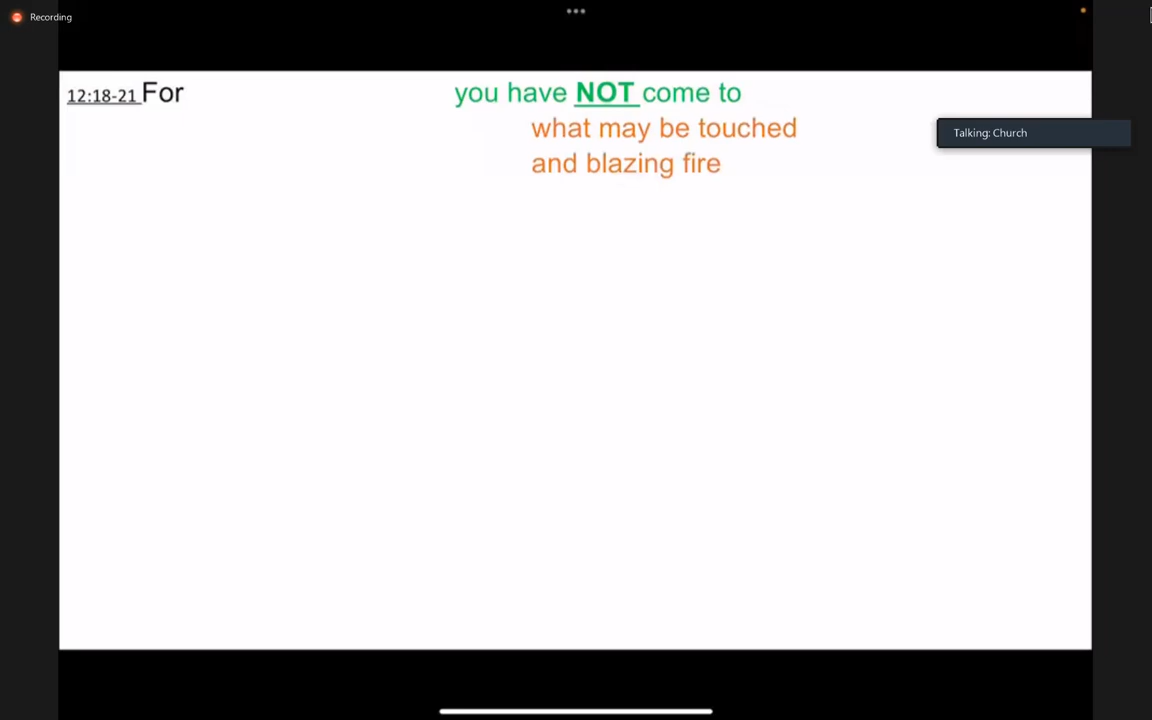 Recording
12:18-21 For you have NOT come to
Talking: Church
what may be touched
and blazing fire